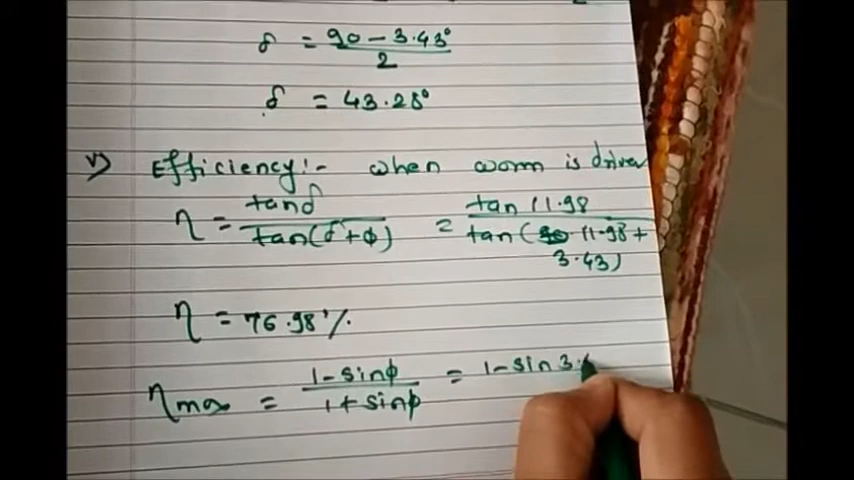 δ = 90 - 3.43° / 2
δ = 43.28°
v) Efficiency:- when worm is driver
η = tanδ / tan(δ+φ) = tan 11.98 / tan( 11.98 + 3.43)
η = 76.98 %
ηmax = 1 - sinφ / 1 + sinφ = 1 - sin 3.